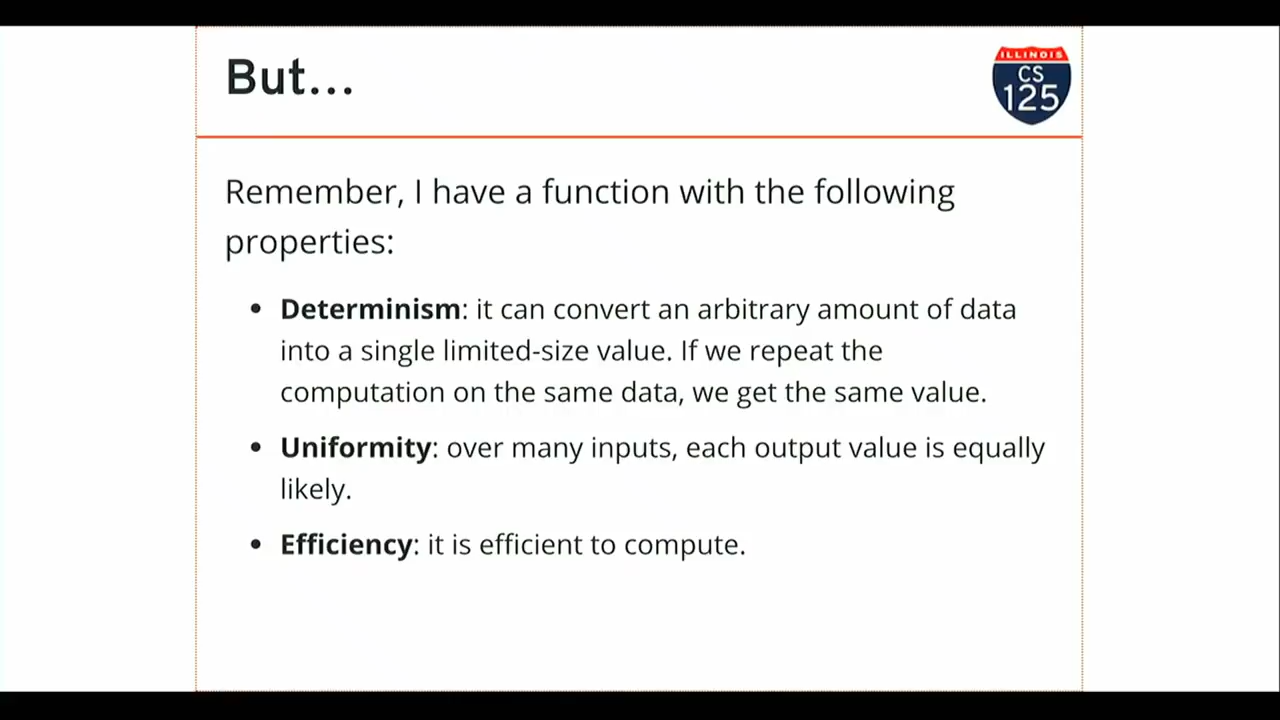 But...
ILLINOIS
CS
125
Remember, I have a function with the following
properties:
• Determinism: it can convert an arbitrary amount of data
into a single limited-size value. If we repeat the
computation on the same data, we get the same value.
• Uniformity: over many inputs, each output value is equally
likely.
• Efficiency: it is efficient to compute.